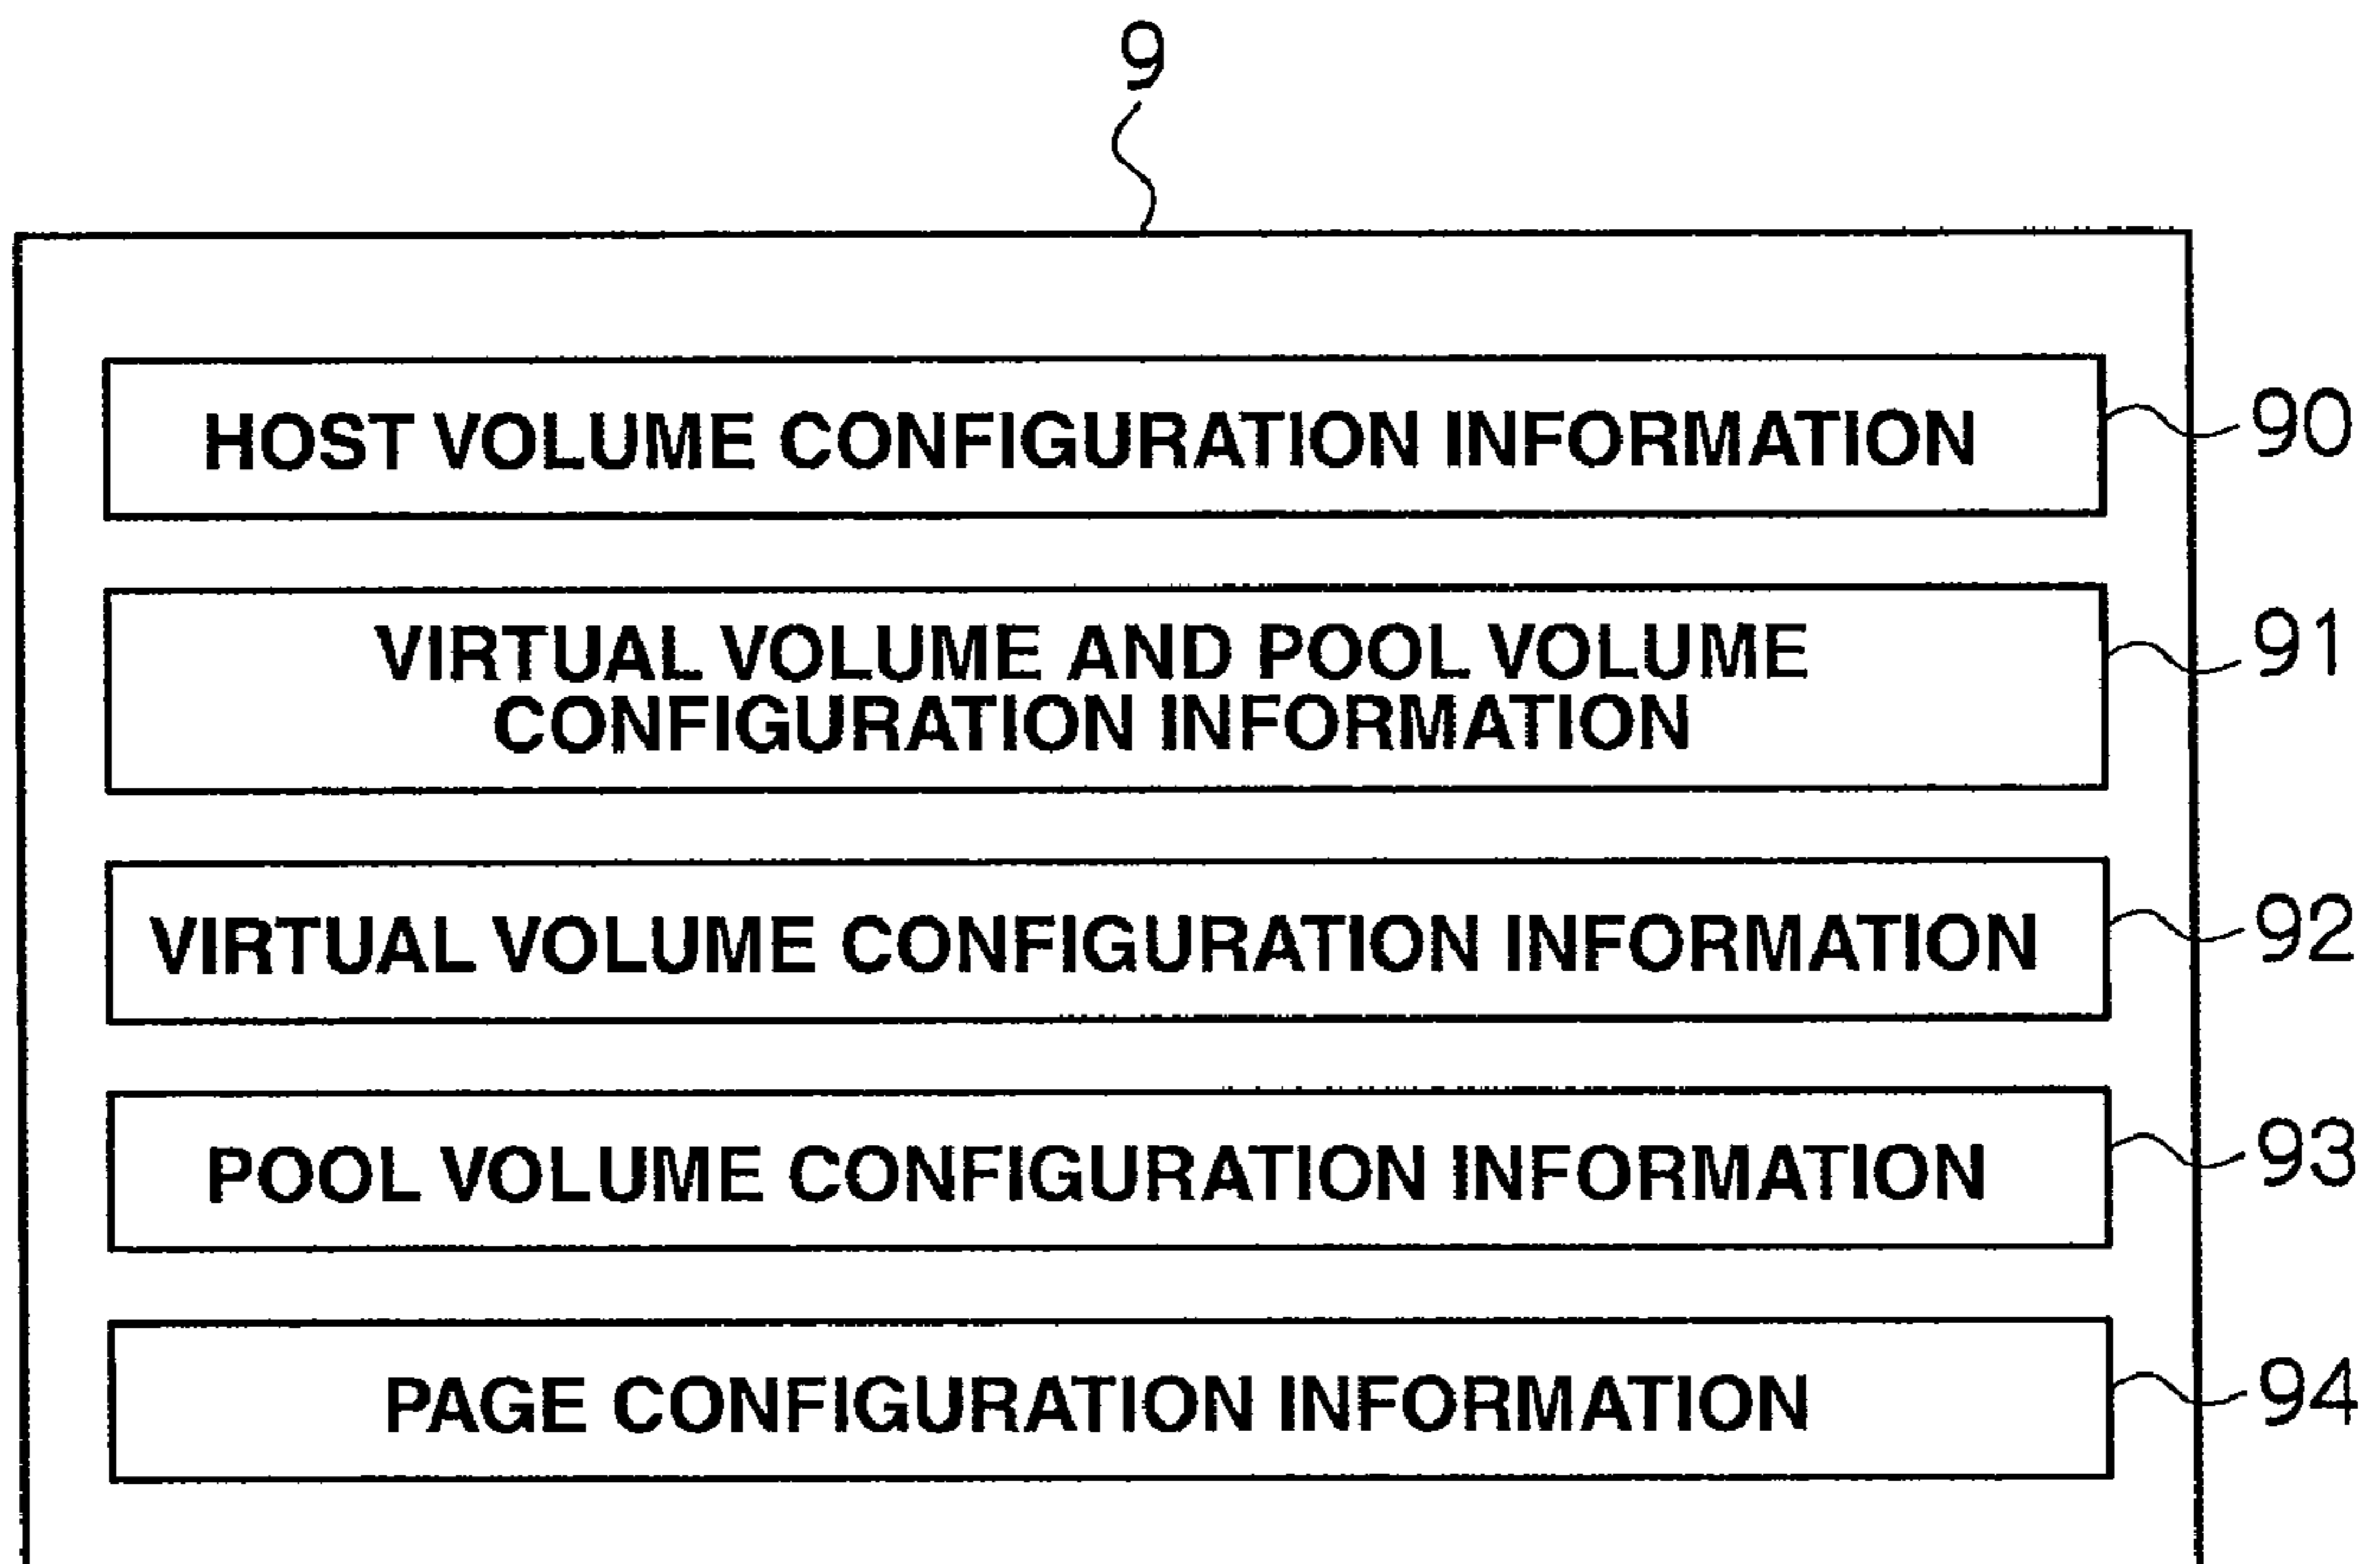 9
HOST VOLUME CONFIGURATION INFORMATION
90
VIRTUAL VOLUME AND POOL VOLUME
CONFIGURATION INFORMATION
91
VIRTUAL VOLUME CONFIGURATION INFORMATION
92
POOL VOLUME CONFIGURATION INFORMATION
93
PAGE CONFIGURATION INFORMATION
94